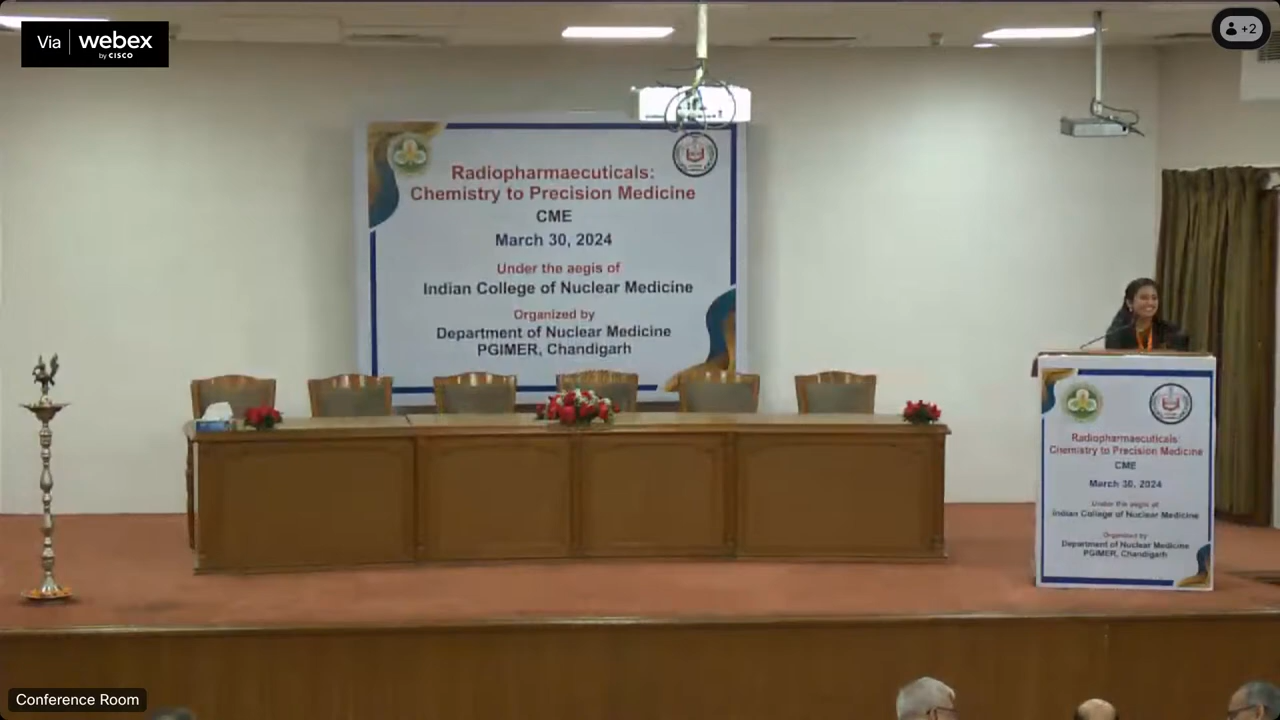 Via webex
by CISCO
+2
Radiopharmaecuticals:
Chemistry to Precision Medicine
CME
March 30, 2024
Under the aegis of
Indian College of Nuclear Medicine
Organized by
Department of Nuclear Medicine
PGIMER, Chandigarh
Radiopharmaecuticals:
Chemistry to Precision Medicine
CME
March 30, 2024
Under the aegis of
Indian College of Nuclear Medicine
Organized by
Department of Nuclear Medicine
PGIMER, Chandigarh
Conference Room